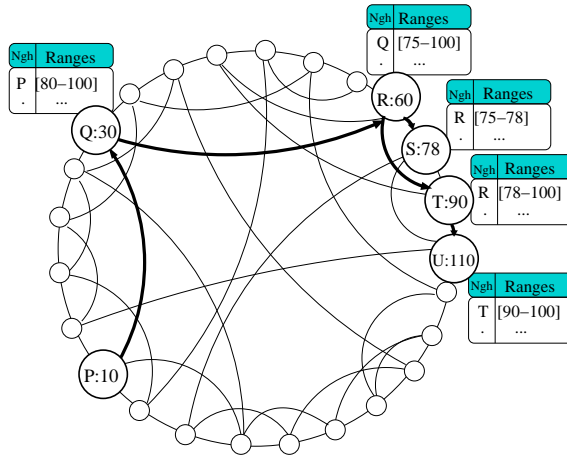 Ngh Ranges
Q [75–100]
. ...
Ngh Ranges
P [80–100]
. ...
R:60
Ngh Ranges
R [75–78]
. ...
Q:30
S:78
Ngh Ranges
R [78–100]
. ...
T:90
U:110
Ngh Ranges
T [90–100]
. ...
P:10